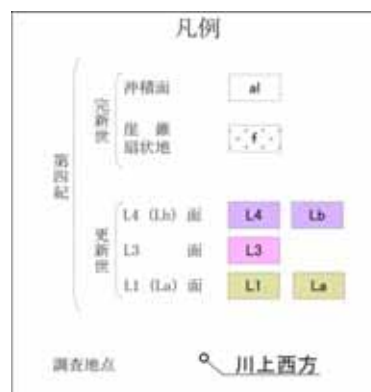 凡例
第四紀
完新世
沖積面 al
崖錐
扇状地 f
更新世
L4 (Lb) 面 L4 Lb
L3 面 L3
L1 (La) 面 L1 La
調査地点 川上西方